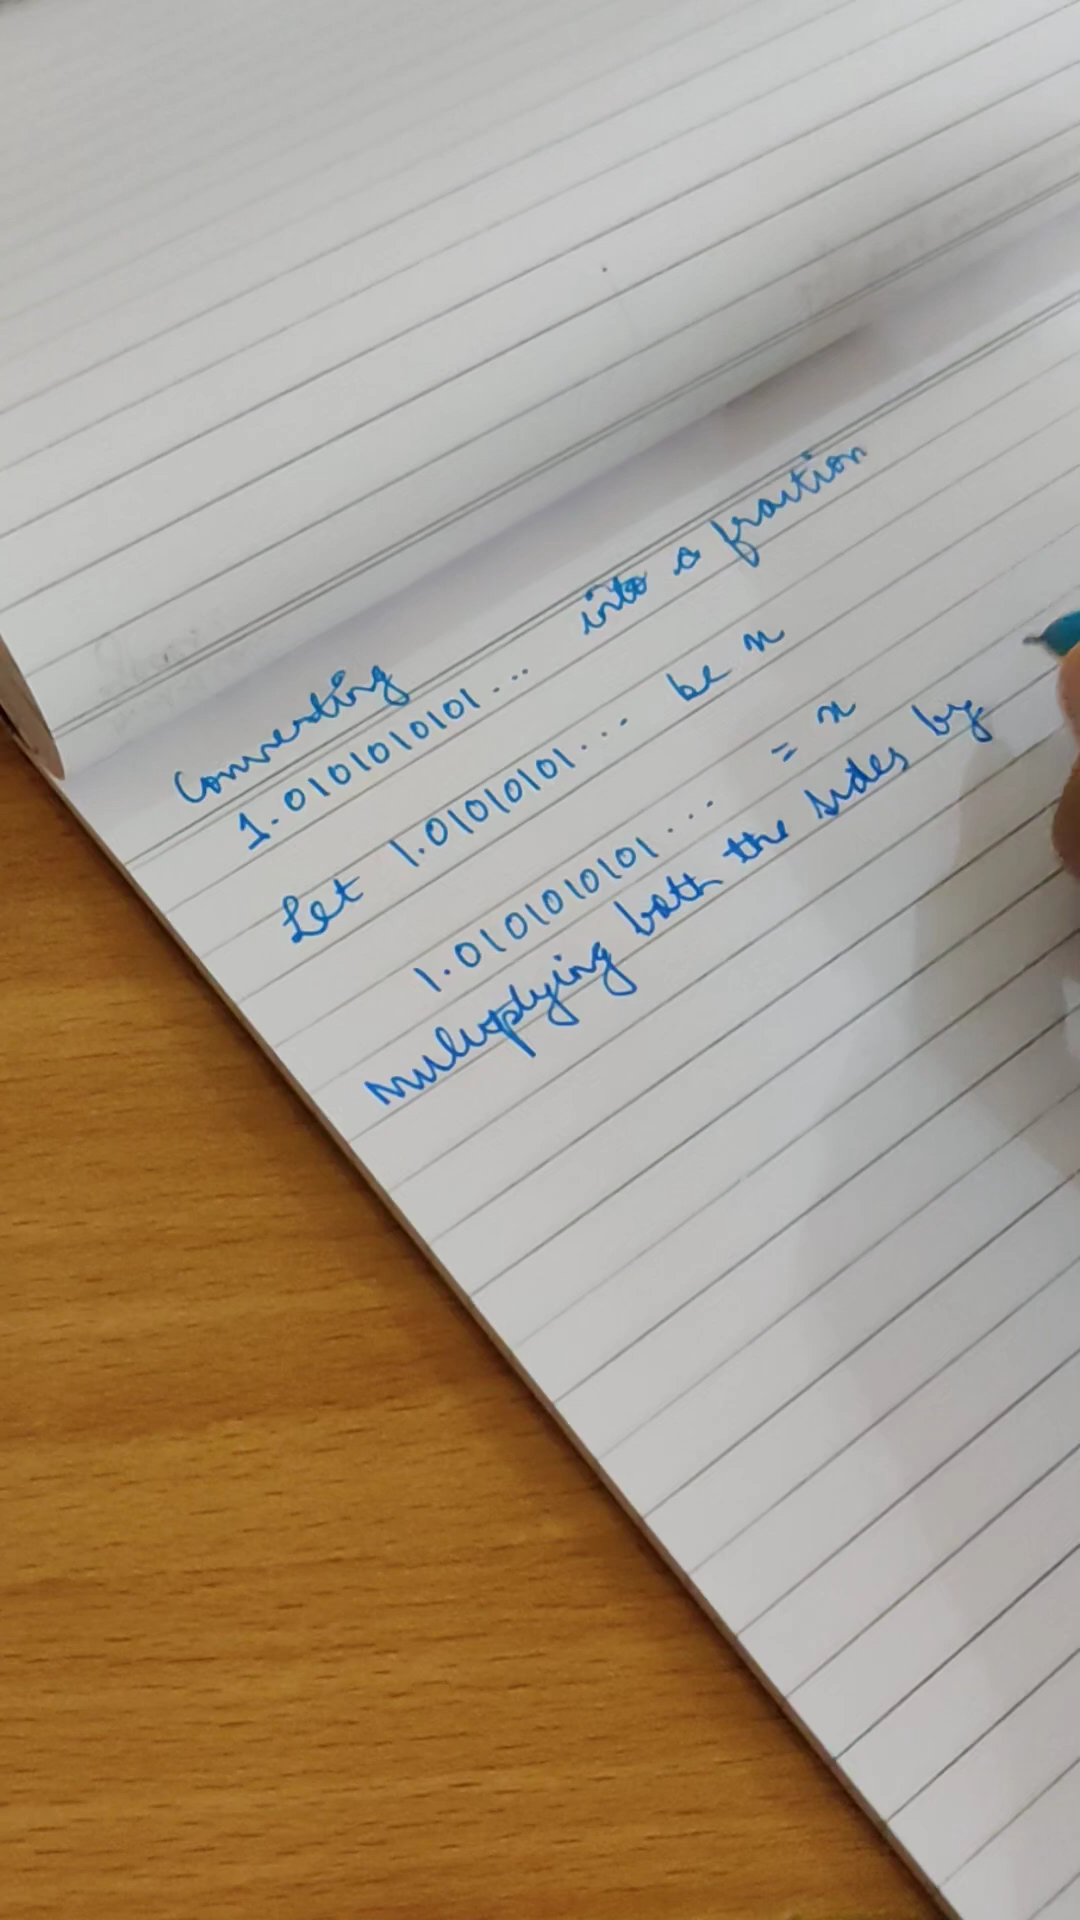 Converting
1.0101010101... into a fraction
Let 1.01010101... be x
1.0101010101... = x
Multiplying both the sides by